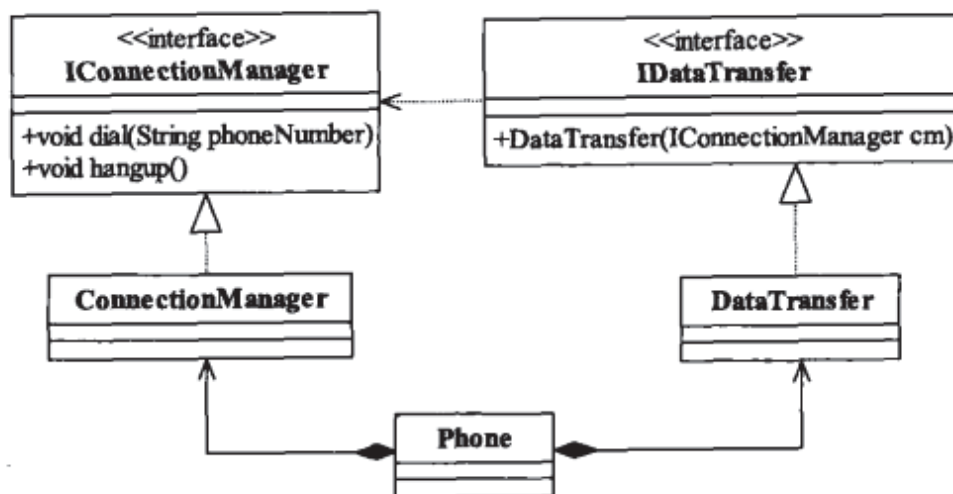 <<interface>>
IConnectionManager
+void dial(String phoneNumber)
+void hangup()
<<interface>>
IDataTransfer
+DataTransfer(IConnectionManager cm)
ConnectionManager
DataTransfer
Phone